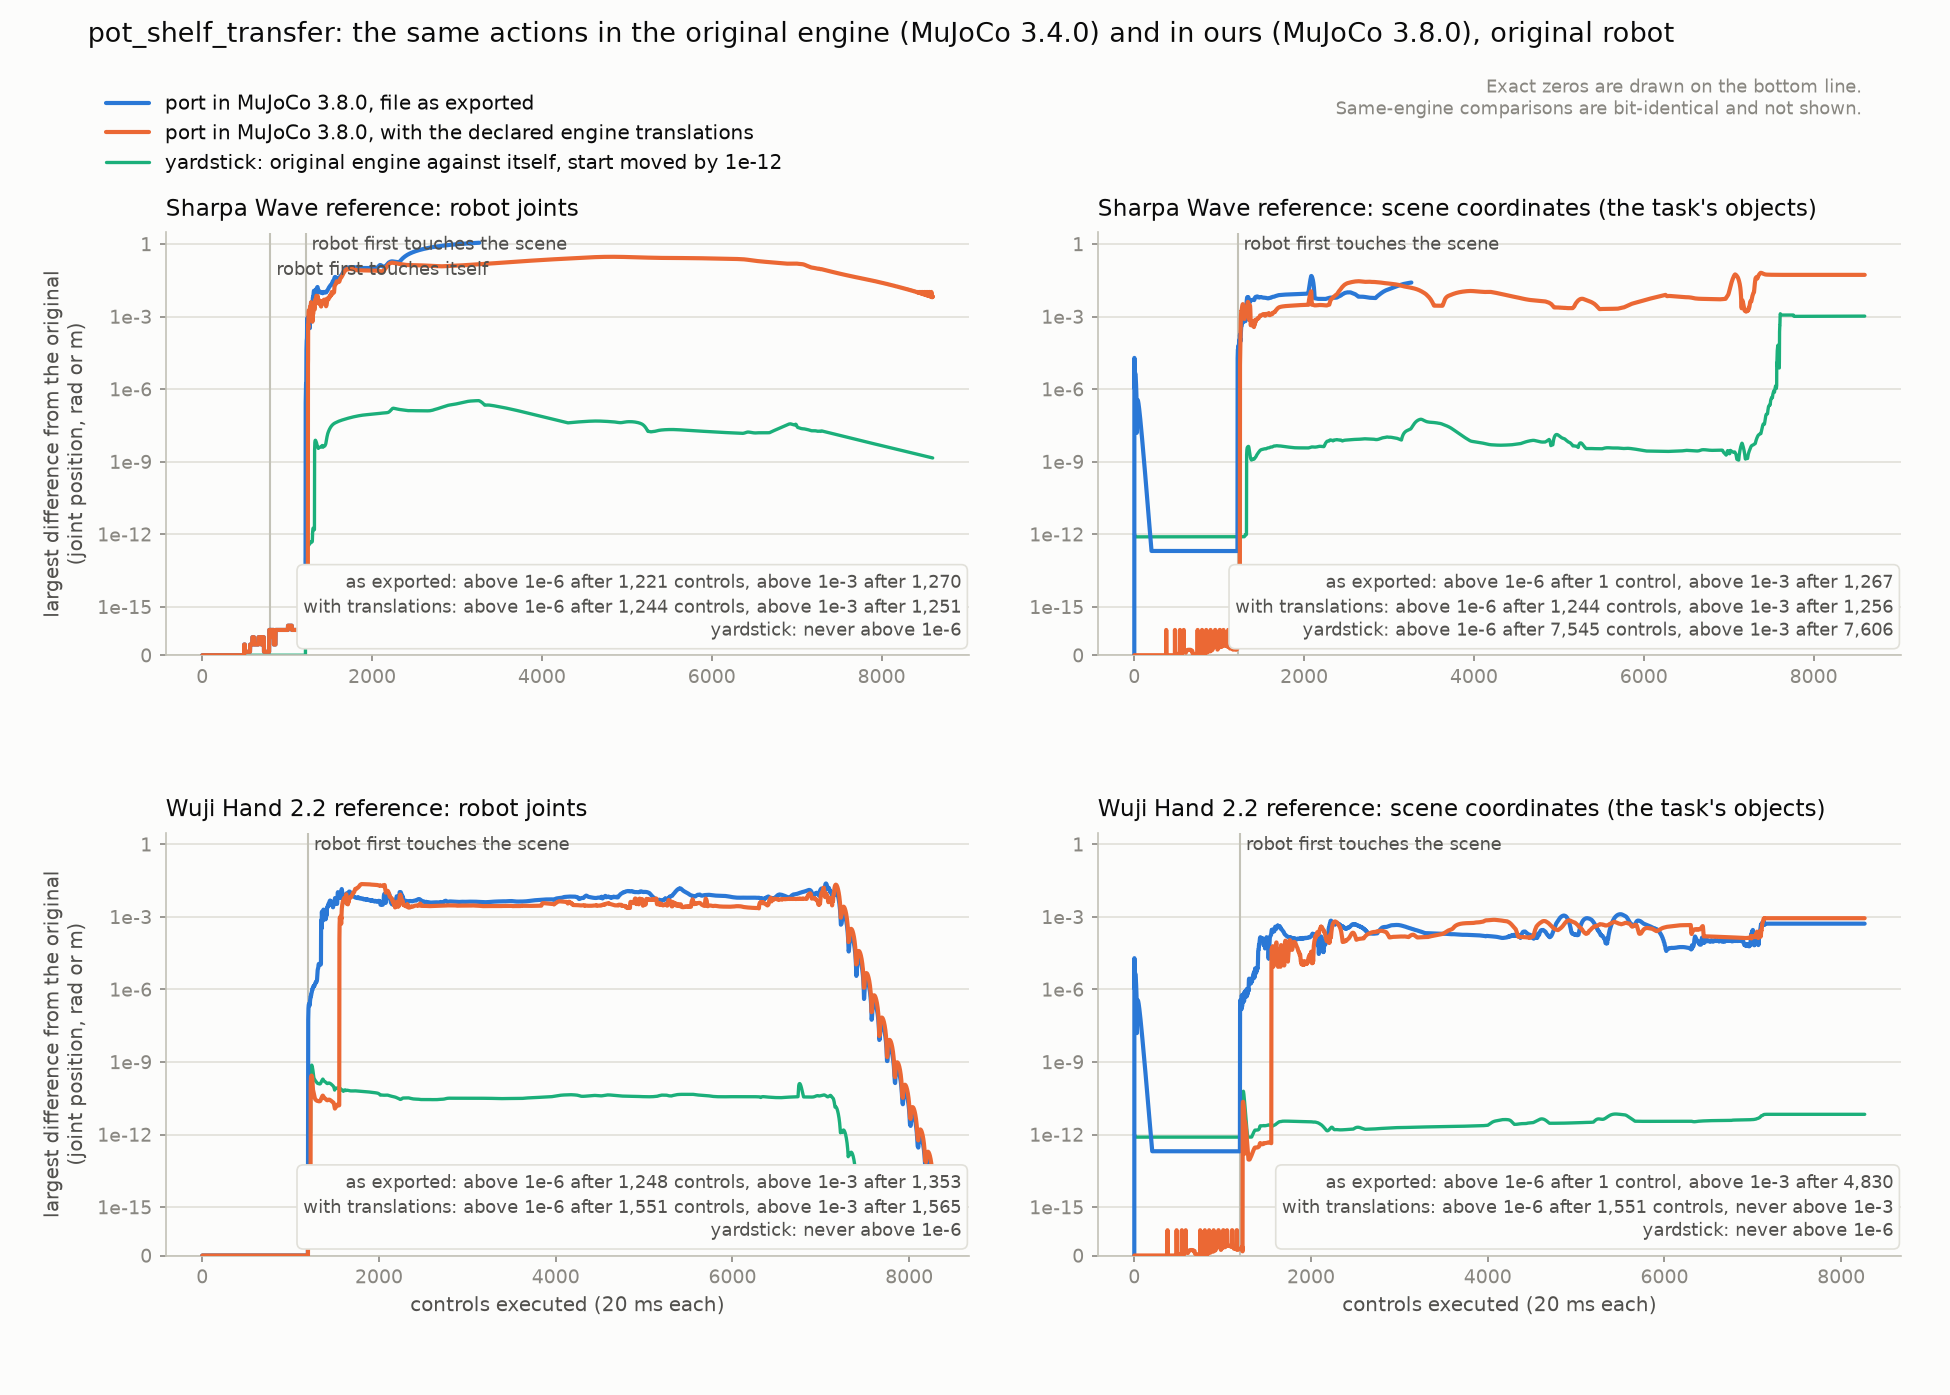 pot_shelf_transfer: the same actions in the original engine (MuJoCo 3.4.0) and in ours (MuJoCo 3.8.0), original robot
port in MuJoCo 3.8.0, file as exported
port in MuJoCo 3.8.0, with the declared engine translations
yardstick: original engine against itself, start moved by 1e-12
Exact zeros are drawn on the bottom line.
Same-engine comparisons are bit-identical and not shown.
Sharpa Wave reference: robot joints
largest difference from the original
(joint position, rad or m)
1
1e-3
1e-6
1e-9
1e-12
1e-15
0
robot first touches the scene
robot first touches itself
as exported: above 1e-6 after 1,221 controls, above 1e-3 after 1,270
with translations: above 1e-6 after 1,244 controls, above 1e-3 after 1,251
yardstick: never above 1e-6
0 2000 4000 6000 8000
Sharpa Wave reference: scene coordinates (the task's objects)
1
1e-3
1e-6
1e-9
1e-12
1e-15
0
robot first touches the scene
as exported: above 1e-6 after 1 control, above 1e-3 after 1,267
with translations: above 1e-6 after 1,244 controls, above 1e-3 after 1,256
yardstick: above 1e-6 after 7,545 controls, above 1e-3 after 7,606
0 2000 4000 6000 8000
Wuji Hand 2.2 reference: robot joints
largest difference from the original
(joint position, rad or m)
1
1e-3
1e-6
1e-9
1e-12
1e-15
0
robot first touches the scene
as exported: above 1e-6 after 1,248 controls, above 1e-3 after 1,353
with translations: above 1e-6 after 1,551 controls, above 1e-3 after 1,565
yardstick: never above 1e-6
0 2000 4000 6000 8000
controls executed (20 ms each)
Wuji Hand 2.2 reference: scene coordinates (the task's objects)
1
1e-3
1e-6
1e-9
1e-12
1e-15
0
robot first touches the scene
as exported: above 1e-6 after 1 control, above 1e-3 after 4,830
with translations: above 1e-6 after 1,551 controls, never above 1e-3
yardstick: never above 1e-6
0 2000 4000 6000 8000
controls executed (20 ms each)